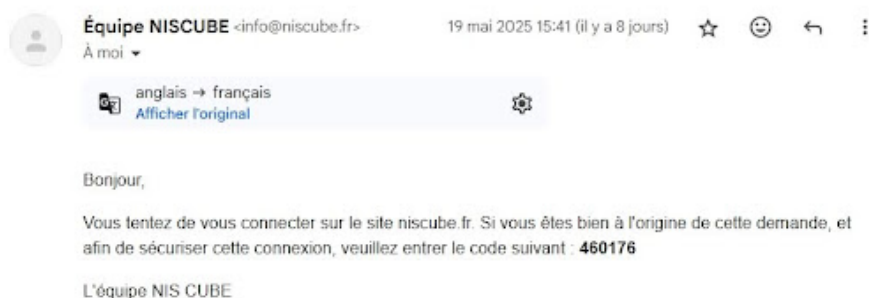 Équipe NISCUBE <info@niscube.fr> 19 mai 2025 15:41 (il y a 8 jours)
À moi
anglais → français
Afficher l'original
Bonjour,
Vous tentez de vous connecter sur le site niscube.fr. Si vous êtes bien à l'origine de cette demande, et
afin de sécuriser cette connexion, veuillez entrer le code suivant : 460176
L'équipe NIS CUBE